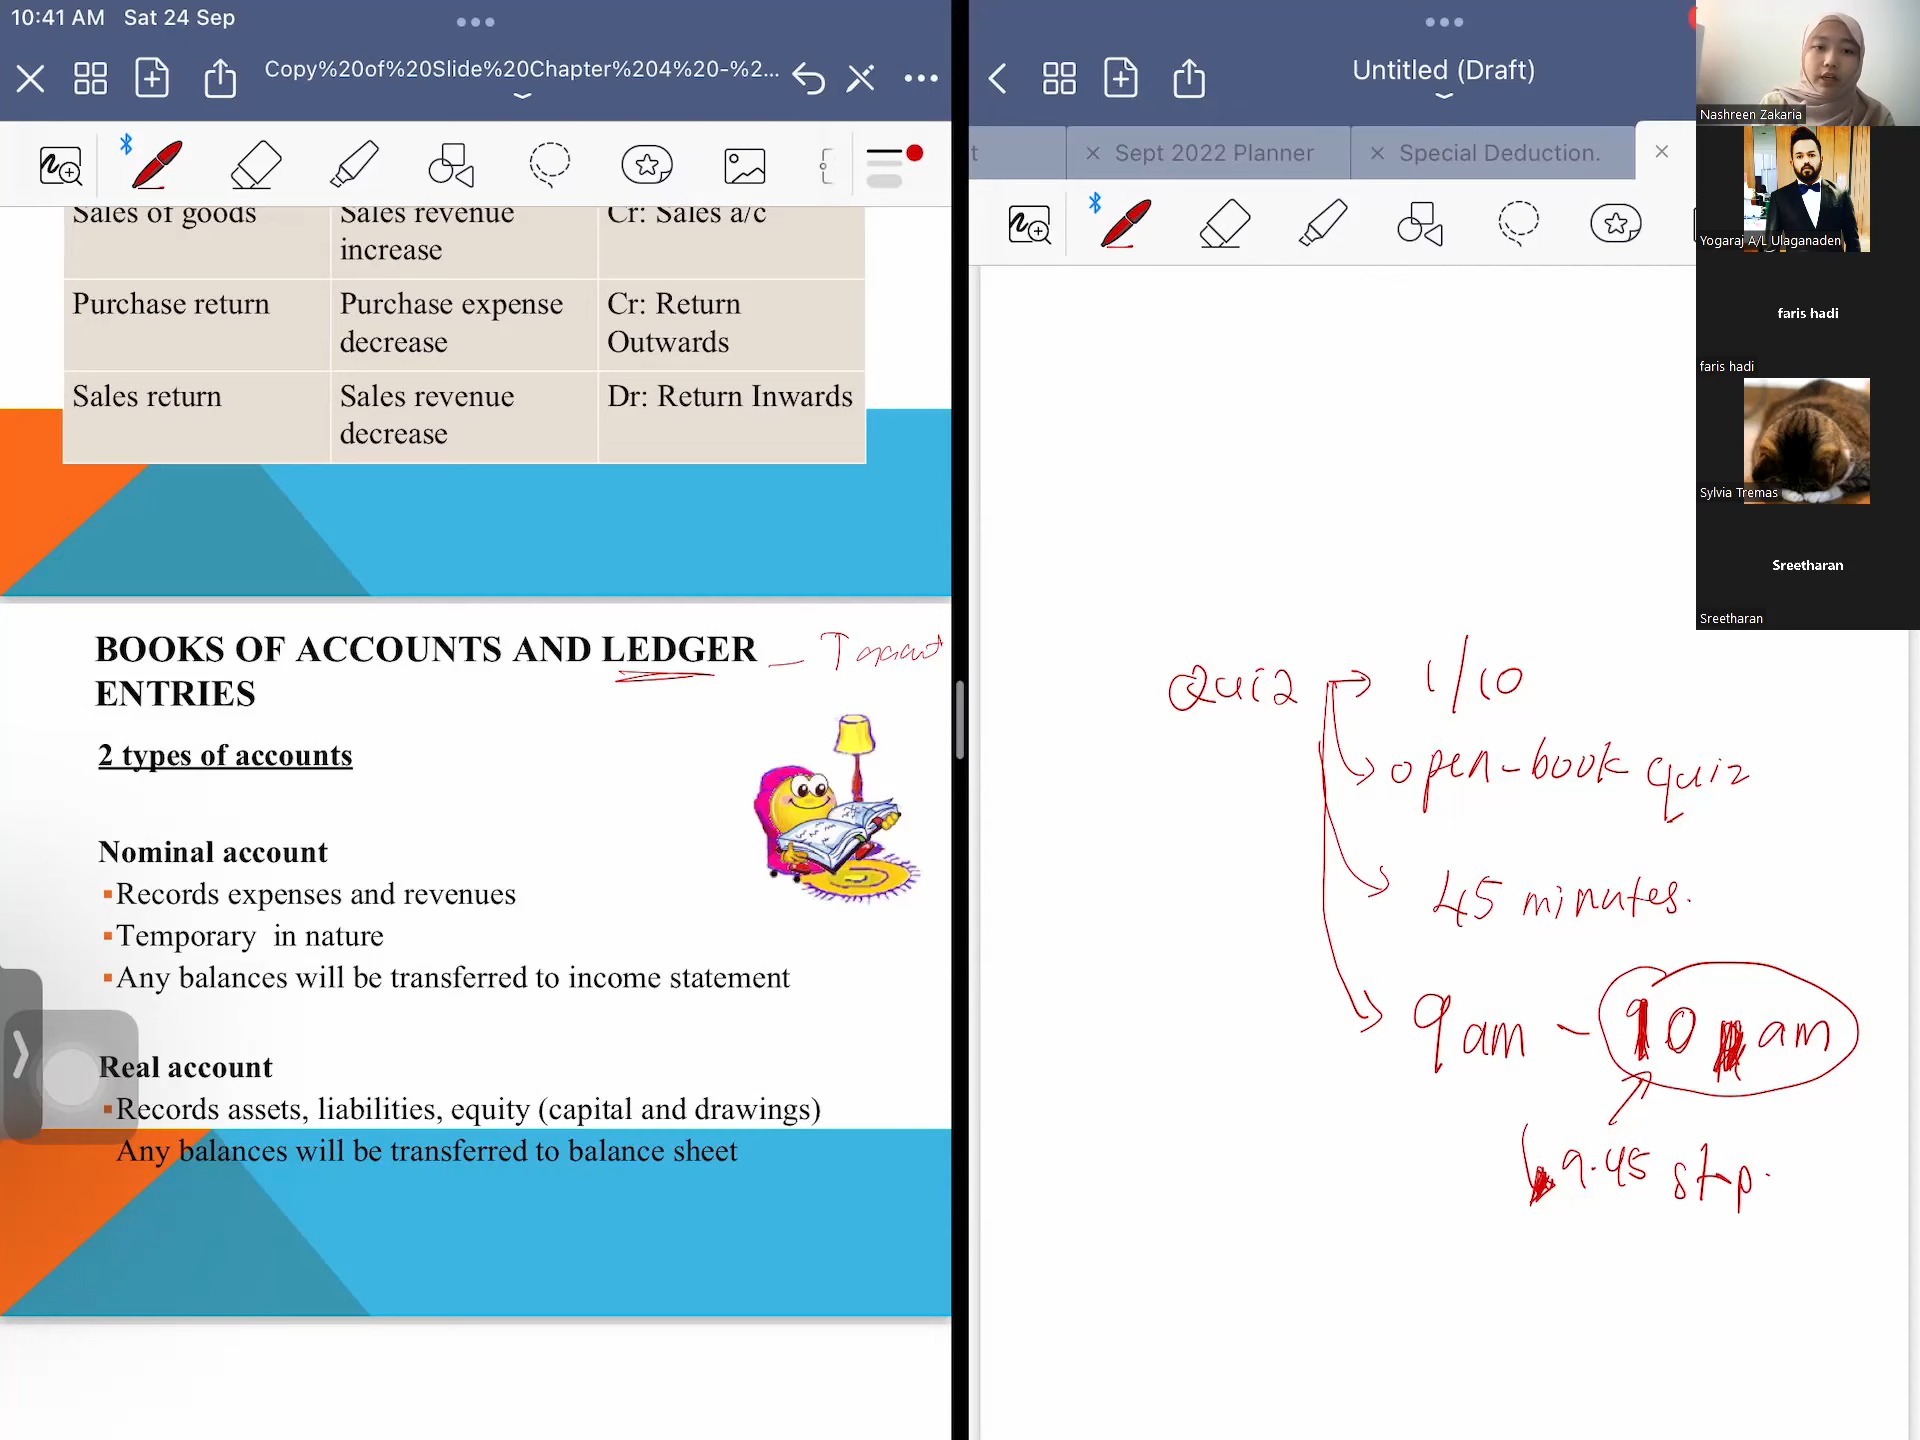 10:41 AM Sat 24 Sep
Copy%20of%20Slide%20Chapter%204%20-%2...
Sales of goods
Sales revenue
increase
Cr: Sales a/c
Purchase return
Purchase expense
decrease
Cr: Return
Outwards
Sales return
Sales revenue
decrease
Dr: Return Inwards
BOOKS OF ACCOUNTS AND LEDGER – T account
ENTRIES
2 types of accounts
Nominal account
▪Records expenses and revenues
▪Temporary in nature
▪Any balances will be transferred to income statement
Real account
▪Records assets, liabilities, equity (capital and drawings)
Any balances will be transferred to balance sheet
Untitled (Draft)
t
Sept 2022 Planner
Special Deduction.
Quiz → 1/10
open-book quiz
45 minutes.
9 am – 10 am
9.45 stop.
Nashreen Zakaria
Yogaraj A/L Ulaganaden
faris hadi
faris hadi
Sylvia Tremas
Sreetharan
Sreetharan